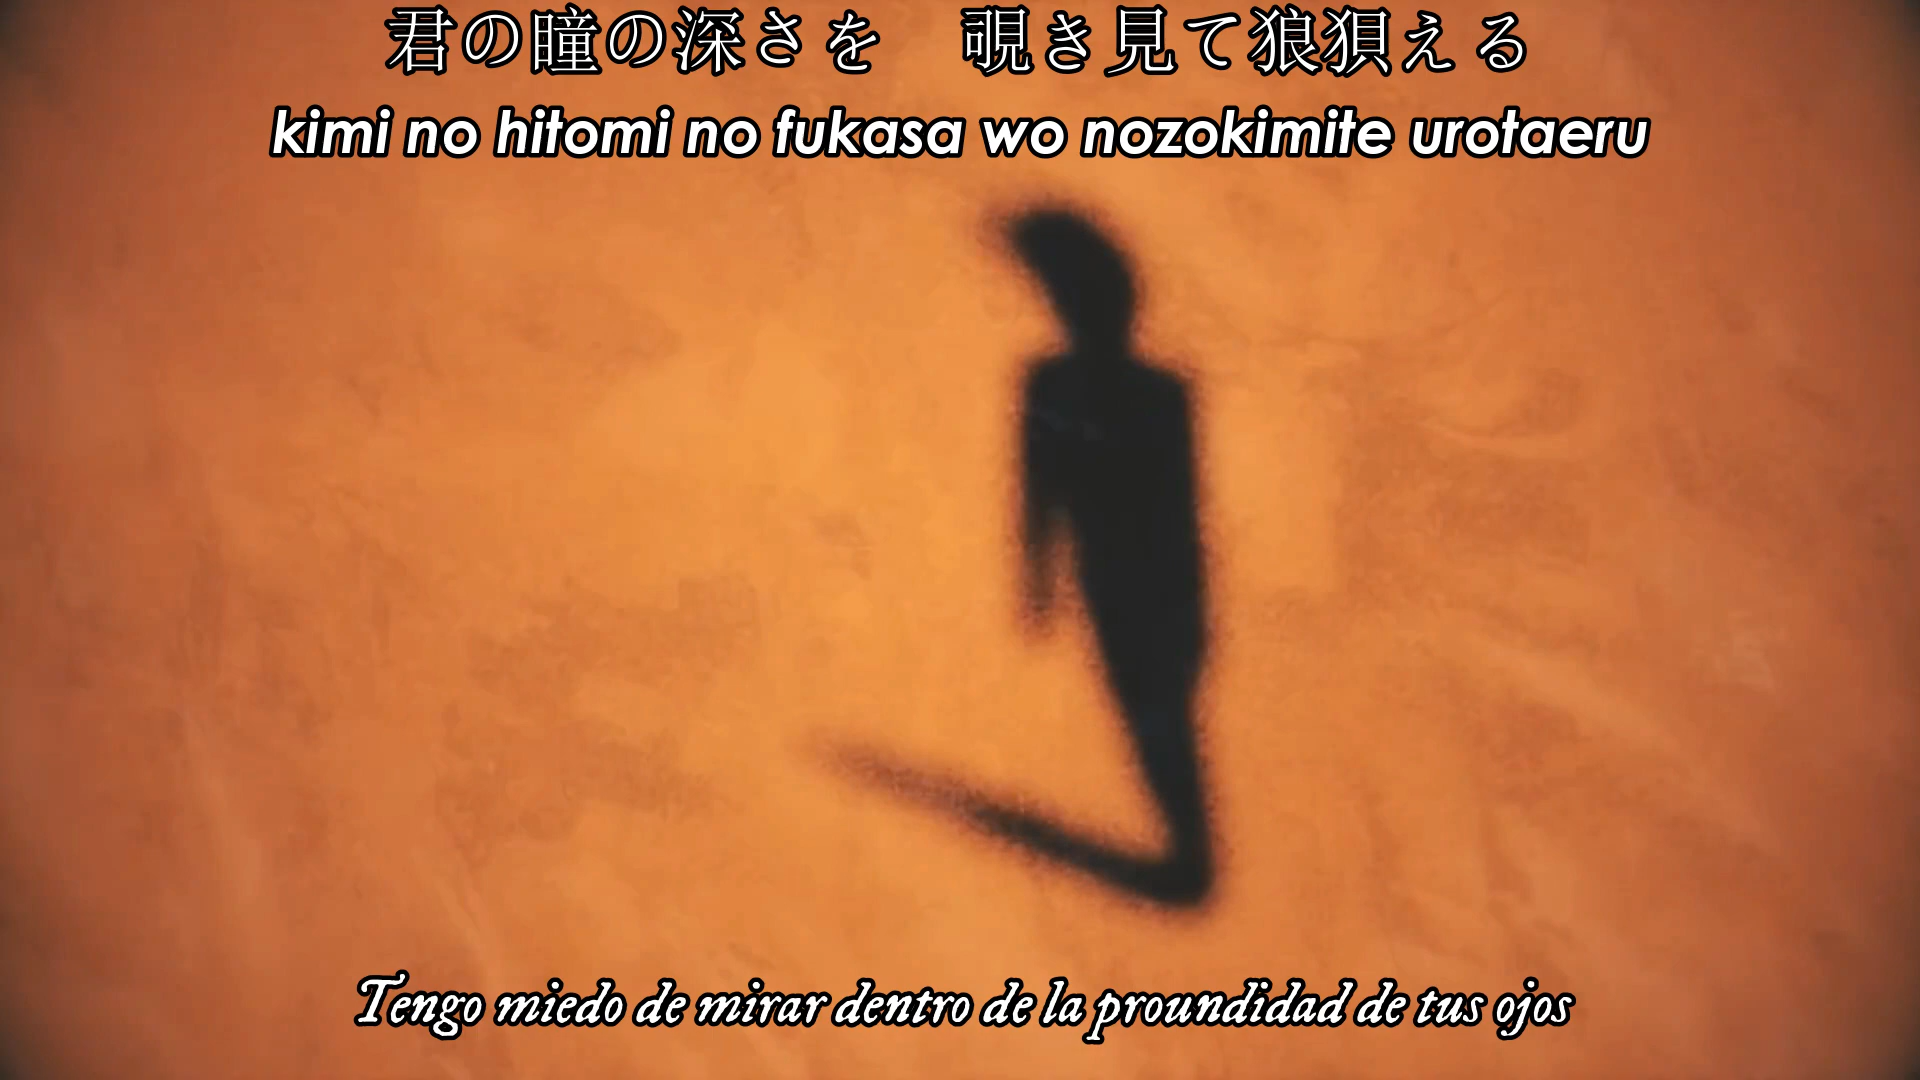 君の瞳の深さを　覗き見て狼狽える
kimi no hitomi no fukasa wo nozokimite urotaeru
Tengo miedo de mirar dentro de la proundidad de tus ojos